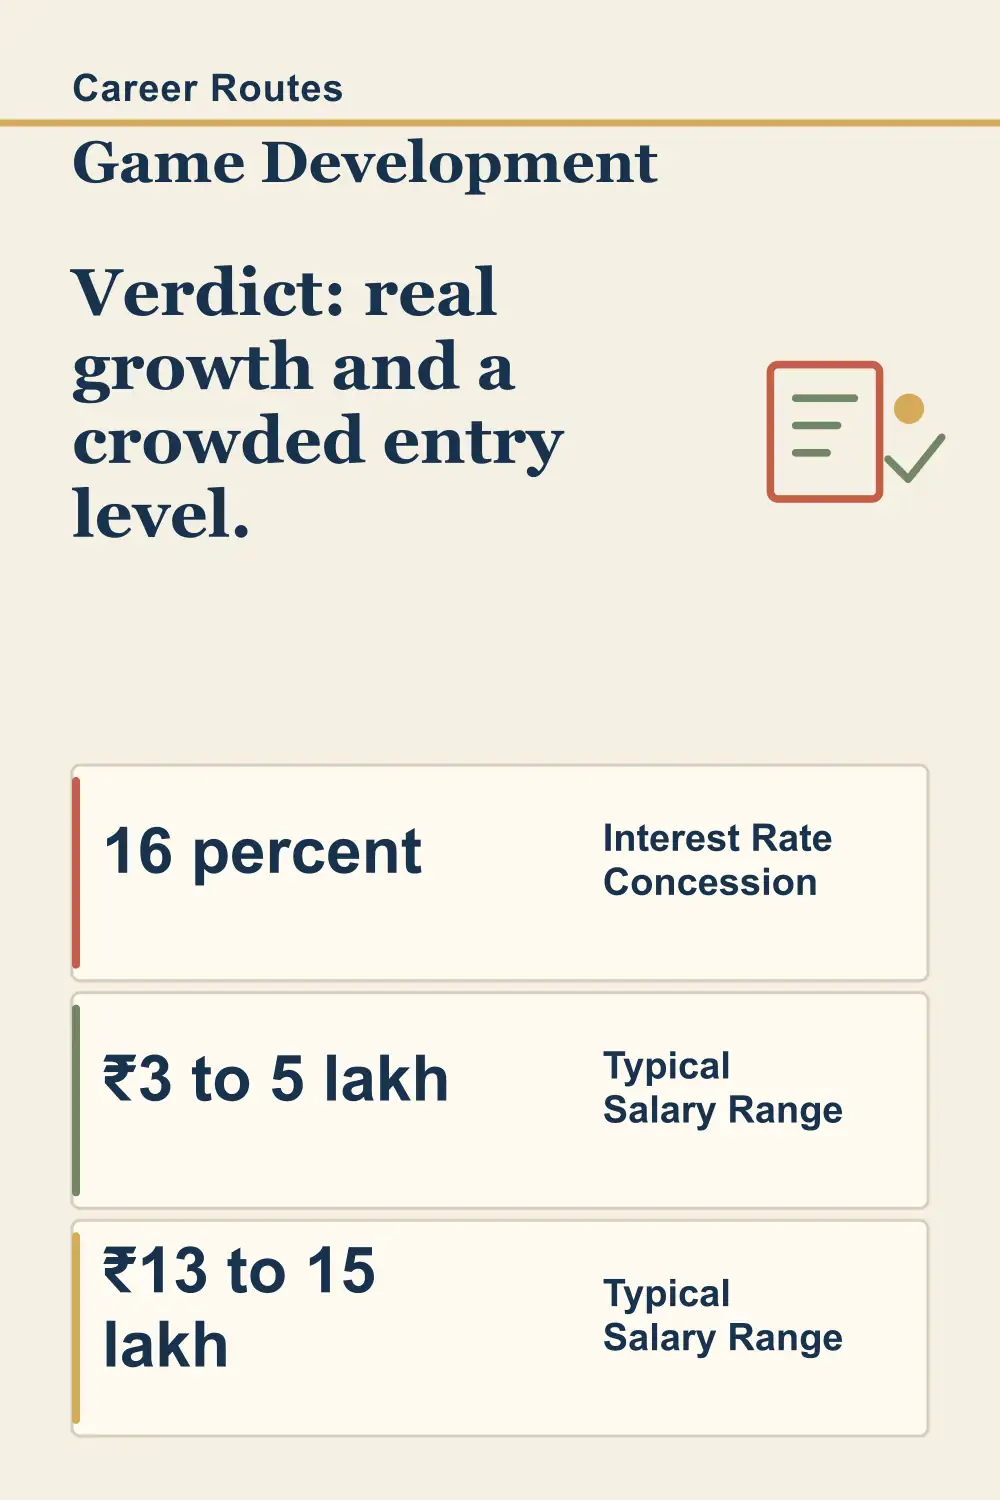 Career Routes
Game Development
Verdict: real
growth and a
crowded entry
level.
16 percent
Interest Rate
Concession
₹3 to 5 lakh
Typical
Salary Range
₹13 to 15
lakh
Typical
Salary Range